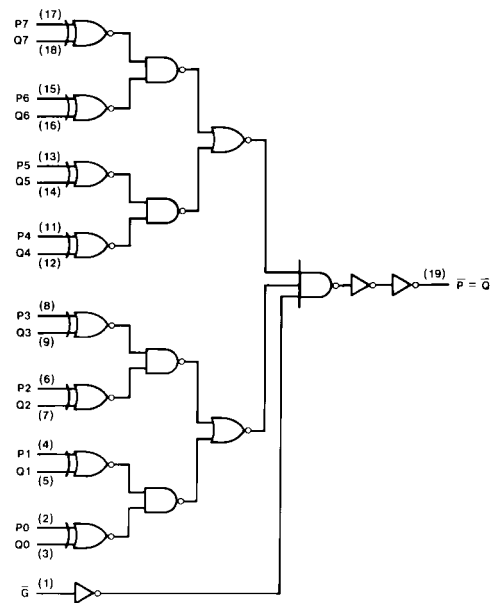 P7 (17)
Q7 (18)
P6 (15)
Q6 (16)
P5 (13)
Q5 (14)
P4 (11)
Q4 (12)
(19) P̅ = Q̅
P3 (8)
Q3 (9)
P2 (6)
Q2 (7)
P1 (4)
Q1 (5)
P0 (2)
Q0 (3)
G̅ (1)